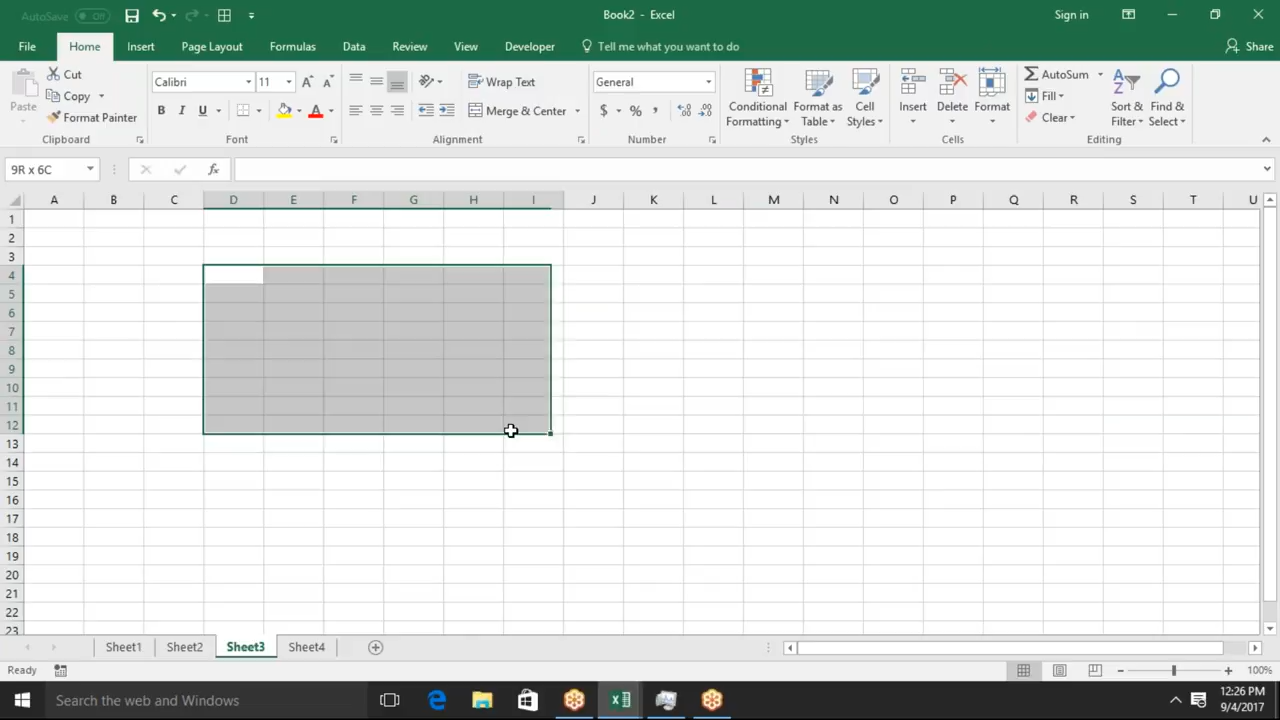 AutoSave Off Book2 - Excel Sign in
File Home Insert Page Layout Formulas Data Review View Developer Tell me what you want to do Share
Paste Cut Copy Format Painter
Calibri 11 Wrap Text General Conditional Formatting Format as Table Cell Styles Insert Delete Format AutoSum Fill Clear Sort & Filter Find & Select
B I U Merge & Center $ % ,
Clipboard Font Alignment Number Styles Cells Editing
9R x 6C fx
A B C D E F G H I J K L M N O P Q R S T U
1
2
3
4
5
6
7
8
9
10
11
12
13
14
15
16
17
18
19
20
21
22
23
Sheet1 Sheet2 Sheet3 Sheet4
Ready 100%
Search the web and Windows 12:26 PM
9/4/2017